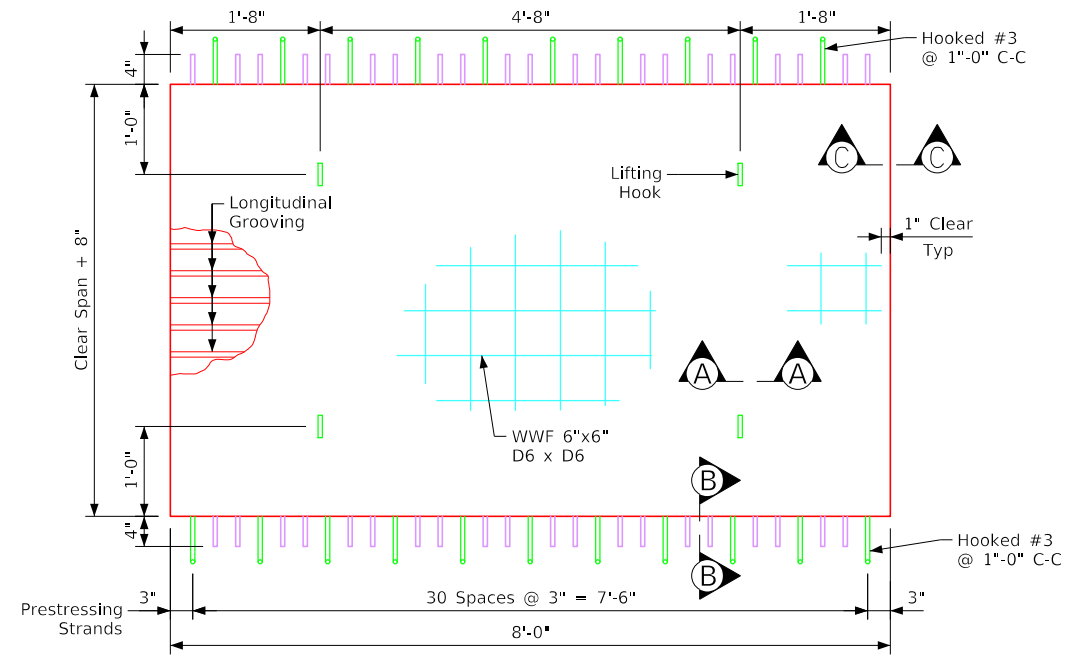 1'-8"
4'-8"
1'-8"
Hooked #3
@ 1"-0" C-C
4"
1'-0"
C
C
Lifting
Hook
Longitudinal
Grooving
1" Clear
Typ
Clear Span + 8"
A
A
WWF 6"x6"
D6 x D6
B
1'-0"
4"
B
Hooked #3
@ 1"-0" C-C
Prestressing
Strands
3"
30 Spaces @ 3" = 7'-6"
3"
8'-0"